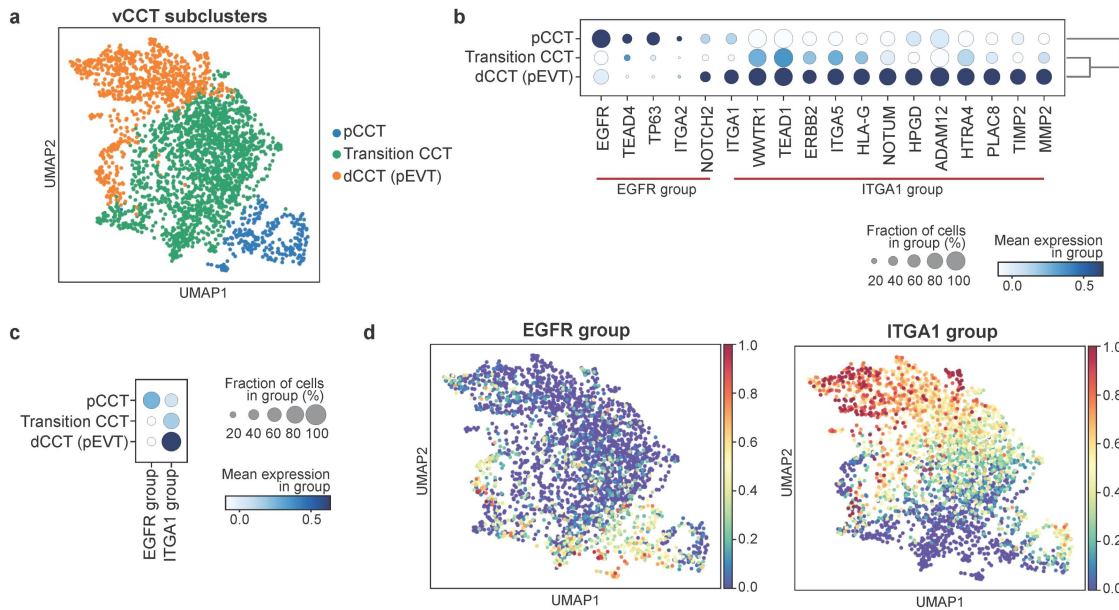 a
vCCT subclusters
UMAP2
UMAP1
pCCT
Transition CCT
dCCT (pEVT)
b
pCCT
Transition CCT
dCCT (pEVT)
EGFR
TEAD4
TP63
ITGA2
NOTCH2
ITGA1
WWTR1
TEAD1
ERBB2
ITGA5
HLA-G
NOTUM
HPGD
ADAM12
HTRA4
PLAC8
TIMP2
MMP2
EGFR group
ITGA1 group
Fraction of cells
in group (%)
20 40 60 80 100
Mean expression
in group
0.0 0.5
c
pCCT
Transition CCT
dCCT (pEVT)
EGFR group
ITGA1 group
Fraction of cells
in group (%)
20 40 60 80 100
Mean expression
in group
0.0 0.5
d
EGFR group
UMAP2
UMAP1
1.0
0.8
0.6
0.4
0.2
0.0
ITGA1 group
UMAP2
UMAP1
1.0
0.8
0.6
0.4
0.2
0.0